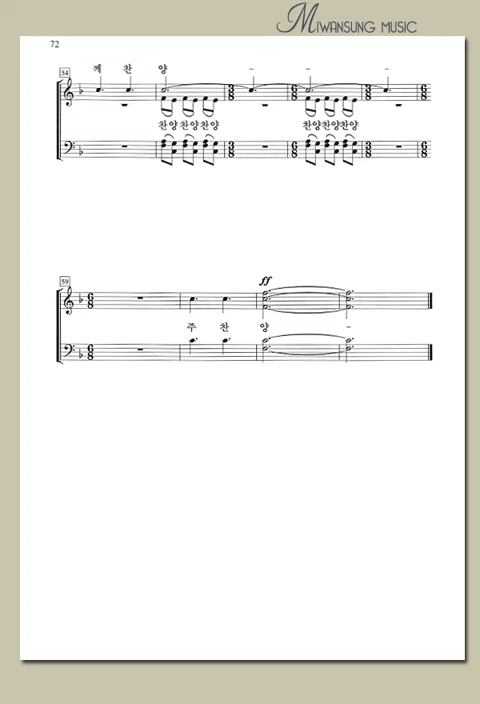 MIWANSUNG MUSIC
72
54
께 찬 양 - - -
찬양찬양찬양 찬양찬양찬양
59
ff
주 찬 양 -